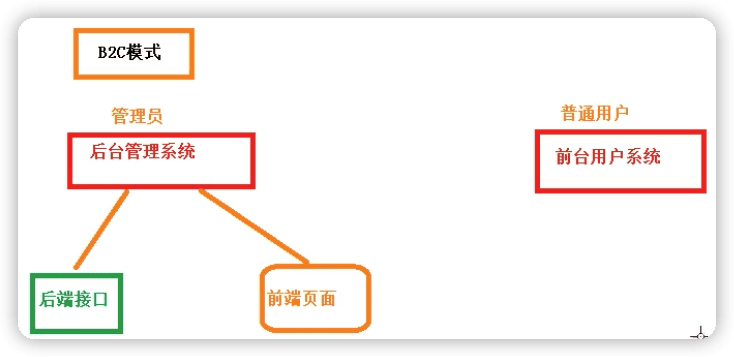 B2C模式
管理员
普通用户
后台管理系统
前台用户系统
后端接口
前端页面